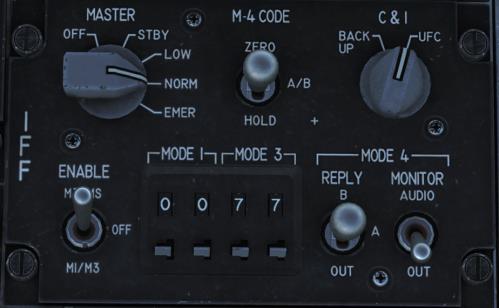 MASTER
OFF
STBY
LOW
NORM
EMER
M-4 CODE
ZERO
A/B
HOLD
C & I
BACK
UP
UFC
IFF
ENABLE
OFF
M1/M3
MODE 1
MODE 3
0 0 7 7
MODE 4
REPLY
B
A
OUT
MONITOR
AUDIO
OUT